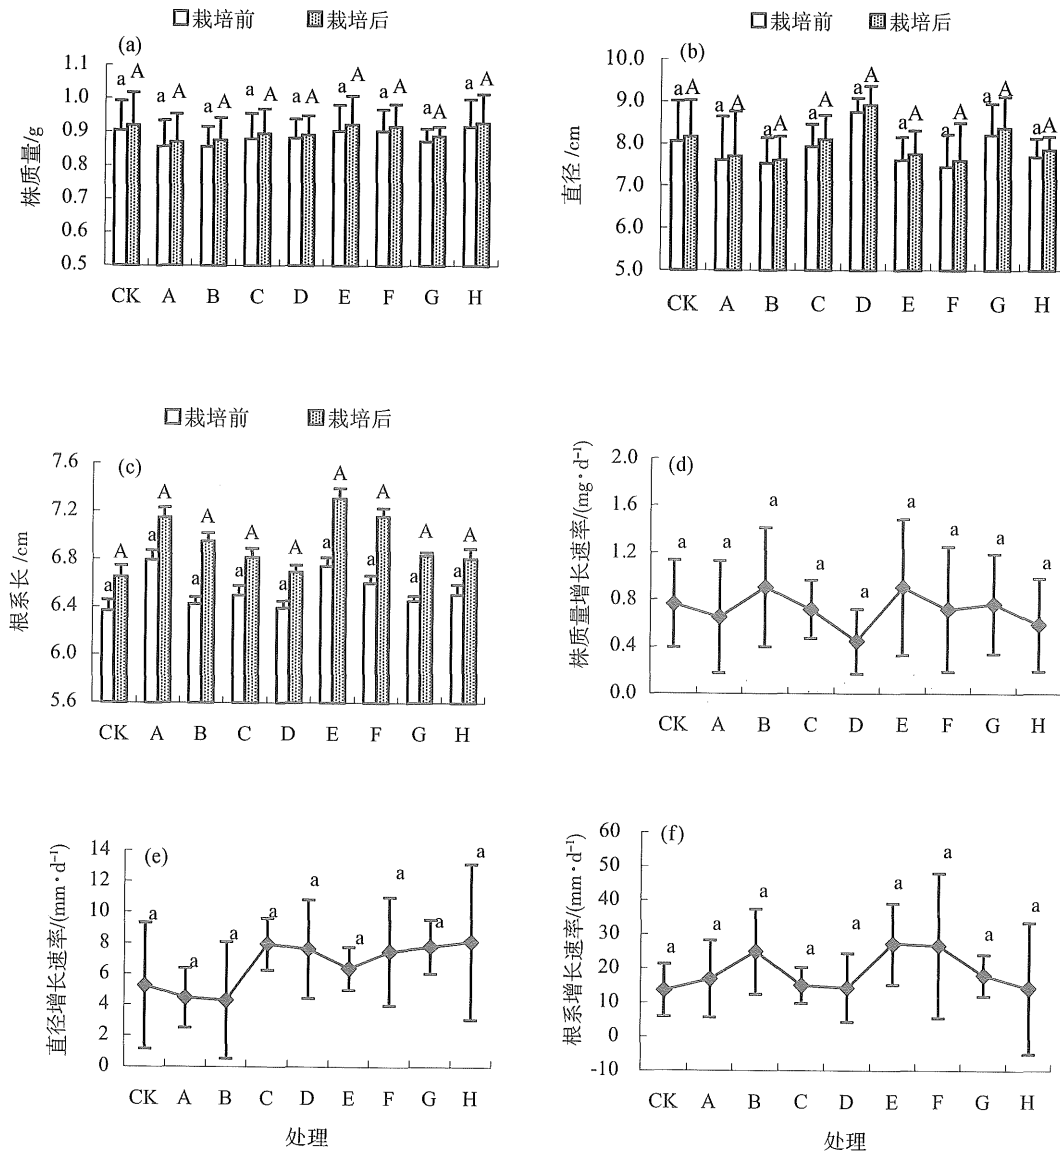 栽培前 栽培后
(a)
株质量/g
1.1
1.0
0.9
0.8
0.7
0.6
0.5
a A a A a A a A a A a A a A a A a A
CK A B C D E F G H
栽培前 栽培后
(b)
直径/cm
10.0
9.0
8.0
7.0
6.0
5.0
a A a A a A a A a A a A a A a A a A
CK A B C D E F G H
栽培前 栽培后
(c)
根系长/cm
7.6
7.2
6.8
6.4
6.0
5.6
a A a A a A a A a A a A a A a A a A
CK A B C D E F G H
(d)
株质量增长速率/(mg·d⁻¹)
2.0
1.6
1.2
0.8
0.4
0.0
a a a a a a a a a
CK A B C D E F G H
(e)
直径增长速率/(mm·d⁻¹)
14
12
10
8
6
4
2
0
a a a a a a a a a
CK A B C D E F G H
处理
(f)
根系增长速率/(mm·d⁻¹)
60
50
40
30
20
10
0
-10
a a a a a a a a a
CK A B C D E F G H
处理